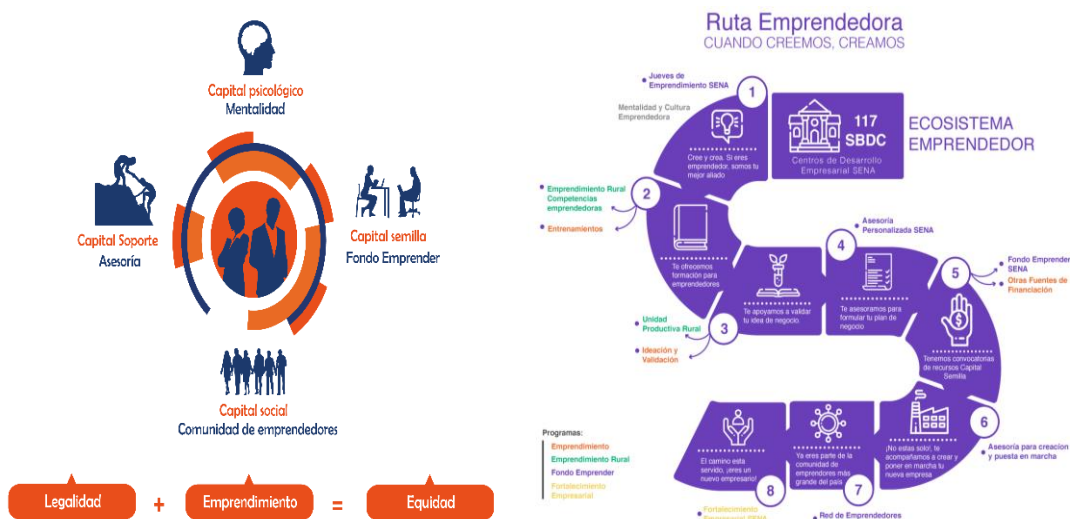 Capital psicológico
Mentalidad
Capital Soporte
Asesoría
Capital semilla
Fondo Emprender
Capital social
Comunidad de emprendedores
Legalidad
+
Emprendimiento
=
Equidad
Ruta Emprendedora
CUANDO CREEMOS, CREAMOS
Jueves de
Emprendimiento SENA
Mentalidad y Cultura
Emprendedora
1
Cree y crea. Si eres
emprendedor, somos tu
mejor aliado
117
SBDC
Centros de Desarrollo
Empresarial SENA
ECOSISTEMA
EMPRENDEDOR
Emprendimiento Rural
Competencias
emprendedoras
Entrenamientos
2
Te ofrecemos
formación para
emprendedores
Unidad
Productiva Rural
Ideación y
Validación
3
Te apoyamos a validar
tu idea de negocio.
Asesoría
Personalizada SENA
4
Te asesoramos para
formular tu plan de
negocio
5
Fondo Emprender
SENA
Otras Fuentes de
Financiación
Tenemos convocatorias
de recursos Capital
Semilla
6
Asesoría para creacion
y puesta en marcha
¡No estas solo!, te
acompañamos a crear y
poner en marcha tu
nueva empresa
Ya eres parte de la
comunidad de
emprendores más
grande del país
7
Red de Emprendedores
El camino esta
servido, ¡eres un
nuevo empresario!
8
Fortalecimiento
Empresarial SENA
Programas:
Emprendimiento
Emprendimiento Rural
Fondo Emprender
Fortalecimiento
Empresarial